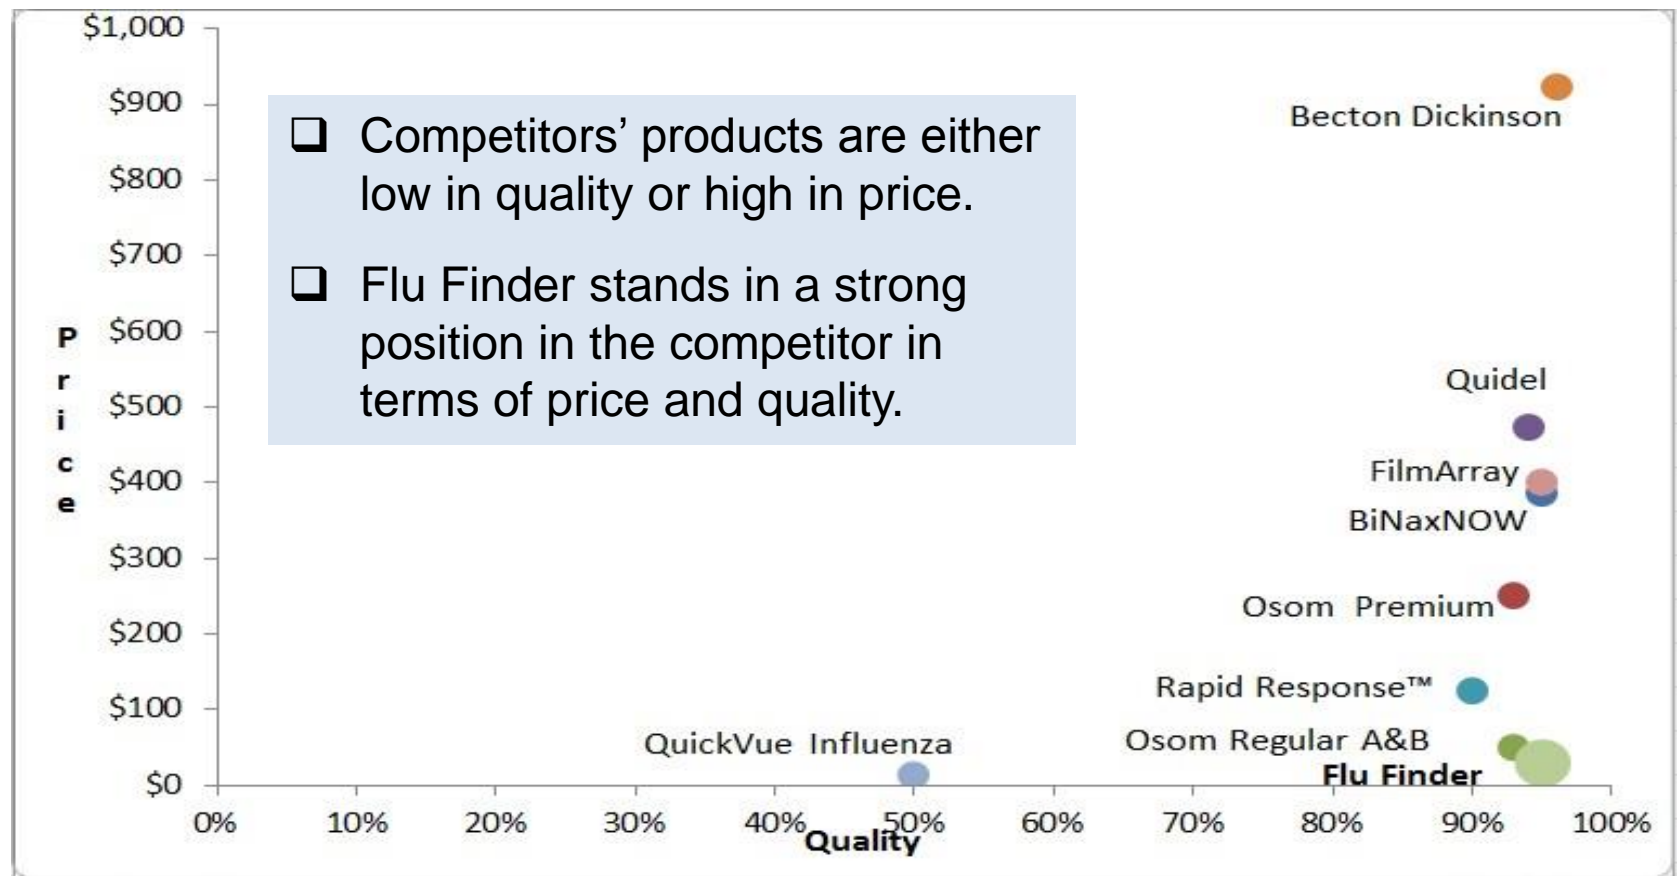 $1,000
$900
$800
$700
$600
$500
$400
$300
$200
$100
$0
Price
❑ Competitors’ products are either
low in quality or high in price.
❑ Flu Finder stands in a strong
position in the competitor in
terms of price and quality.
Becton Dickinson
Quidel
FilmArray
BiNaxNOW
Osom Premium
Rapid Response™
QuickVue Influenza
Osom Regular A&B
Flu Finder
0% 10% 20% 30% 40% 50% 60% 70% 80% 90% 100%
Quality